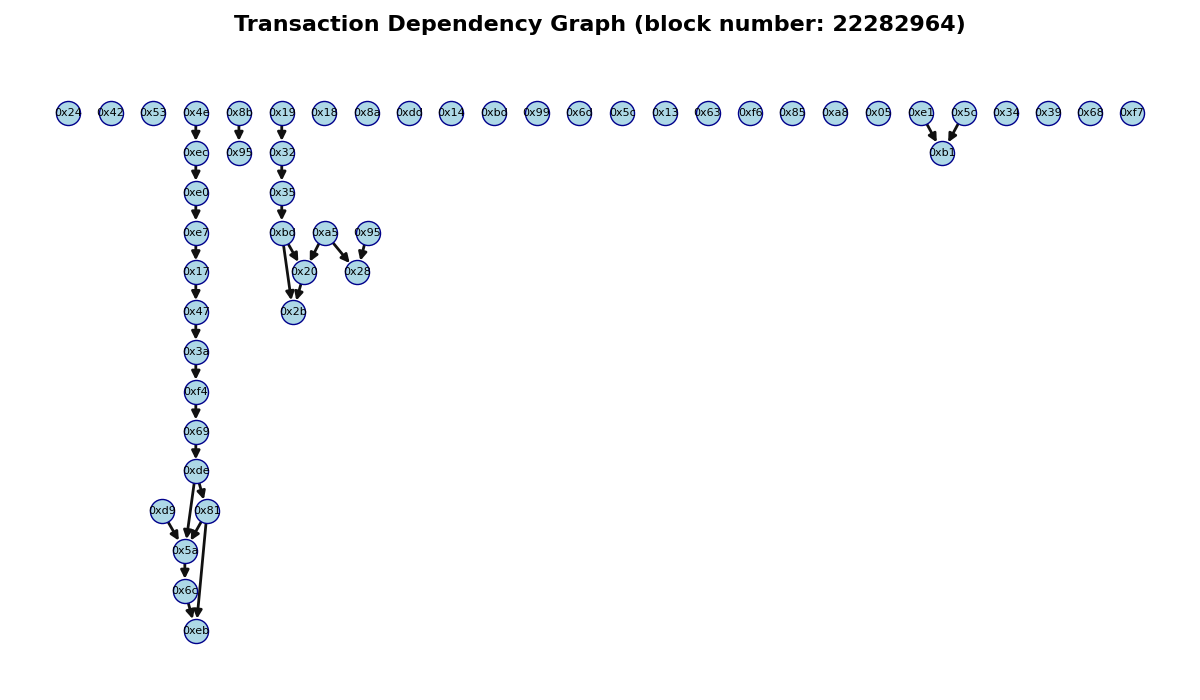 Transaction Dependency Graph (block number: 22282964)
0x24 0x42 0x53 0x4e 0x8b 0x19 0x18 0x8a 0xdd 0x14 0xbd 0x99 0x6d 0x5c 0x13 0x63 0xf6 0x85 0xa8 0x05 0xe1 0x5c 0x34 0x39 0x68 0xf7
0xec 0x95 0x32 0xb1
0xe0 0x35
0xe7 0xbd 0xa5 0x95
0x17 0x20 0x28
0x47 0x2b
0x3a
0xf4
0x69
0xde
0xd9 0x81
0x5a
0x6c
0xeb